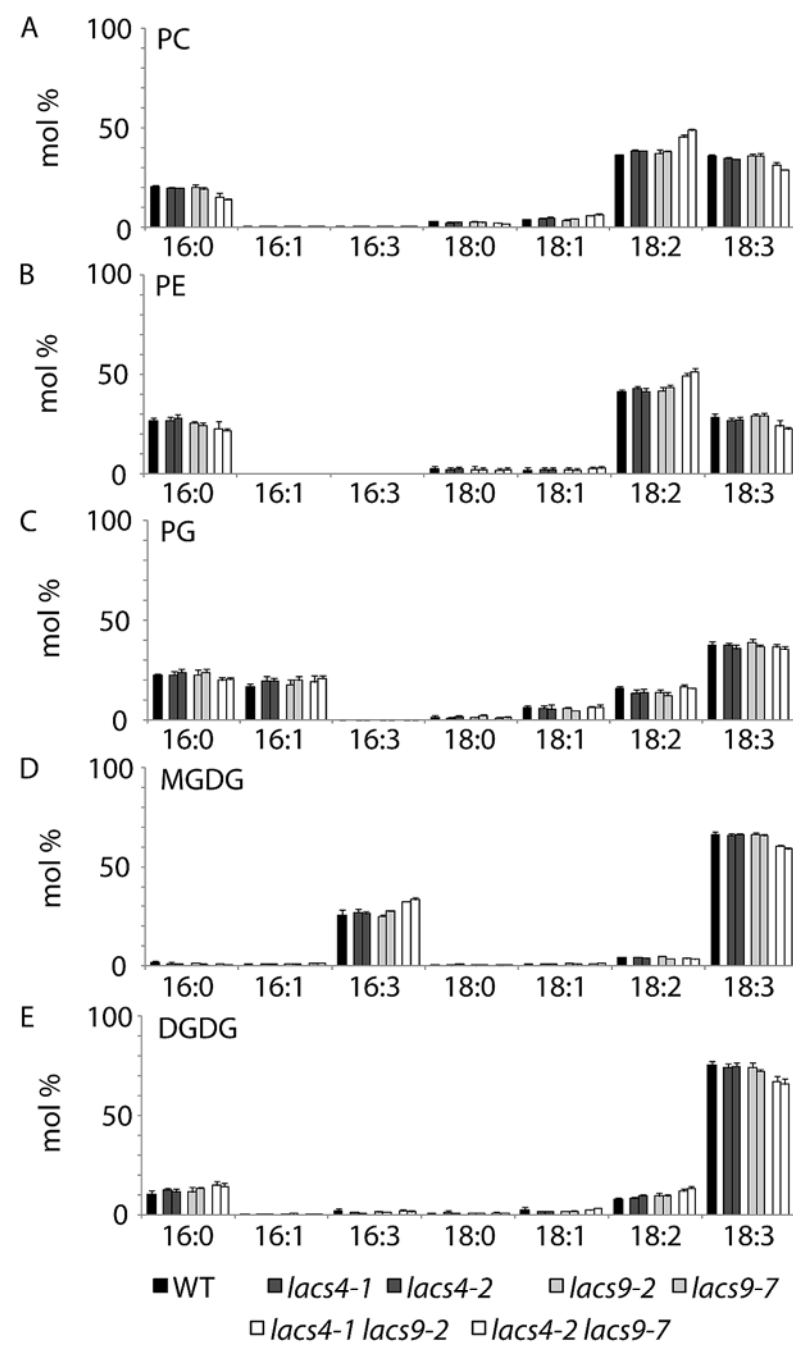 A
PC
100
50
0
mol %
16:0 16:1 16:3 18:0 18:1 18:2 18:3
B
PE
100
50
0
mol %
16:0 16:1 16:3 18:0 18:1 18:2 18:3
C
PG
100
50
0
mol %
16:0 16:1 16:3 18:0 18:1 18:2 18:3
D
MGDG
100
50
0
mol %
16:0 16:1 16:3 18:0 18:1 18:2 18:3
E
DGDG
100
50
0
mol %
16:0 16:1 16:3 18:0 18:1 18:2 18:3
WT lacs4-1 lacs4-2 lacs9-2 lacs9-7
lacs4-1 lacs9-2 lacs4-2 lacs9-7